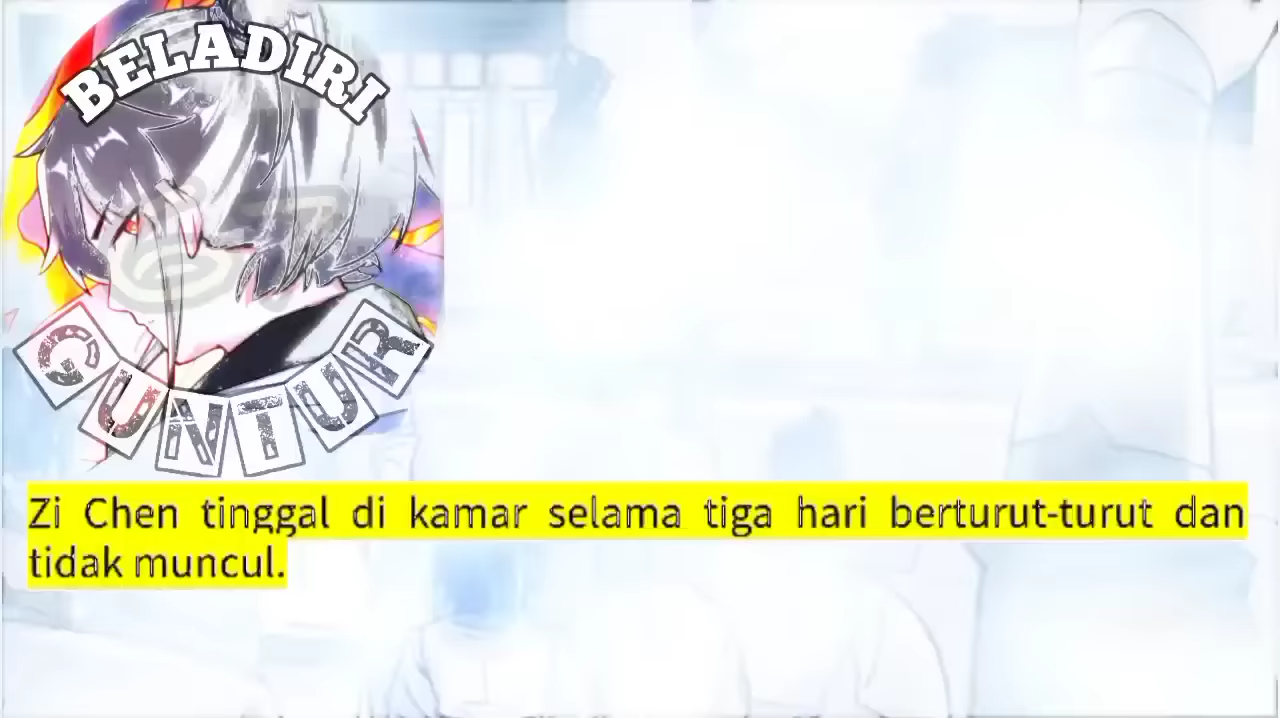 BELADIRI
GUNTUR
Zi Chen tinggal di kamar selama tiga hari berturut-turut dan
tidak muncul.